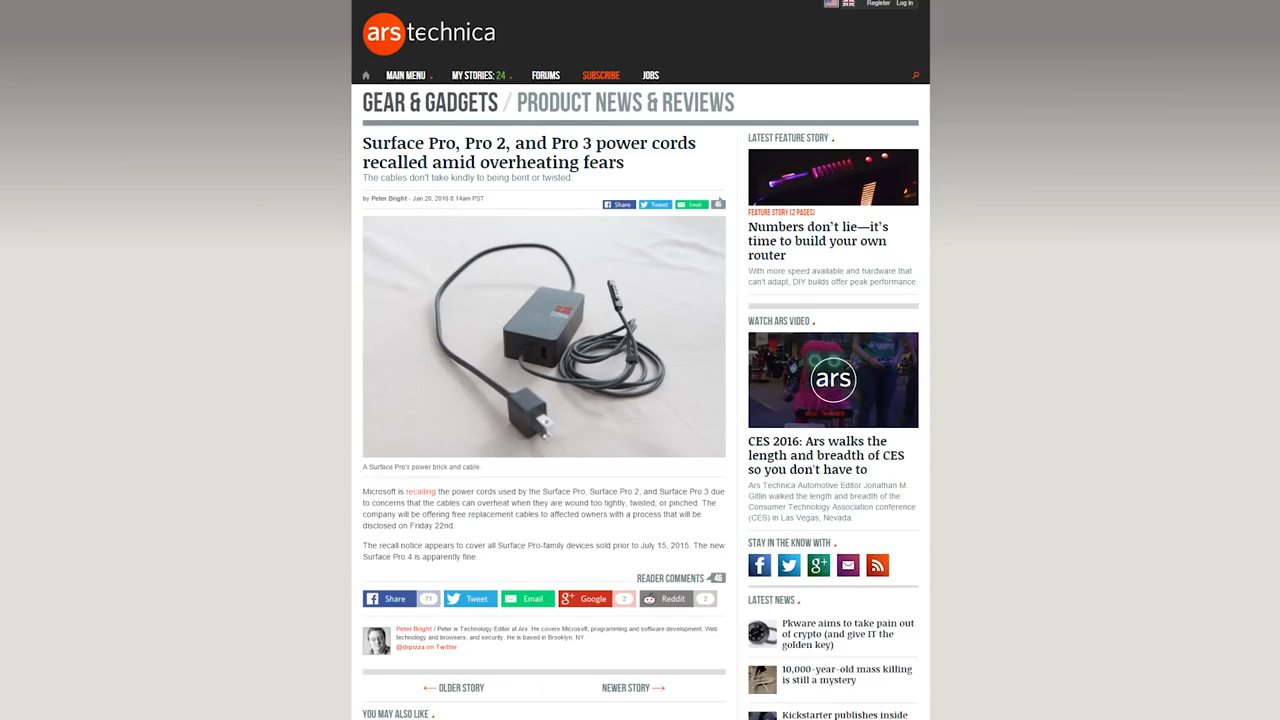 Register Log in
ars technica
MAIN MENU MY STORIES: 24 FORUMS SUBSCRIBE JOBS
GEAR & GADGETS / PRODUCT NEWS & REVIEWS
Surface Pro, Pro 2, and Pro 3 power cords
recalled amid overheating fears
The cables don't take kindly to being bent or twisted.
by Peter Bright - Jan 20, 2016 8:14am PST
Share Tweet Email 46
A Surface Pro's power brick and cable.
Microsoft is recalling the power cords used by the Surface Pro, Surface Pro 2, and Surface Pro 3 due
to concerns that the cables can overheat when they are wound too tightly, twisted, or pinched. The
company will be offering free replacement cables to affected owners with a process that will be
disclosed on Friday 22nd.
The recall notice appears to cover all Surface Pro-family devices sold prior to July 15, 2015. The new
Surface Pro 4 is apparently fine.
READER COMMENTS 46
Share 71 Tweet Email Google 2 Reddit 2
Peter Bright / Peter is Technology Editor at Ars. He covers Microsoft, programming and software development, Web
technology and browsers, and security. He is based in Brooklyn, NY.
@drpizza on Twitter
← OLDER STORY NEWER STORY →
YOU MAY ALSO LIKE
LATEST FEATURE STORY
FEATURE STORY (2 PAGES)
Numbers don't lie—it's
time to build your own
router
With more speed available and hardware that
can't adapt, DIY builds offer peak performance.
WATCH ARS VIDEO
ars
CES 2016: Ars walks the
length and breadth of CES
so you don't have to
Ars Technica Automotive Editor Jonathan M.
Gitlin walked the length and breadth of the
Consumer Technology Association conference
(CES) in Las Vegas, Nevada.
STAY IN THE KNOW WITH
LATEST NEWS
Pkware aims to take pain out
of crypto (and give IT the
golden key)
10,000-year-old mass killing
is still a mystery
Kickstarter publishes inside